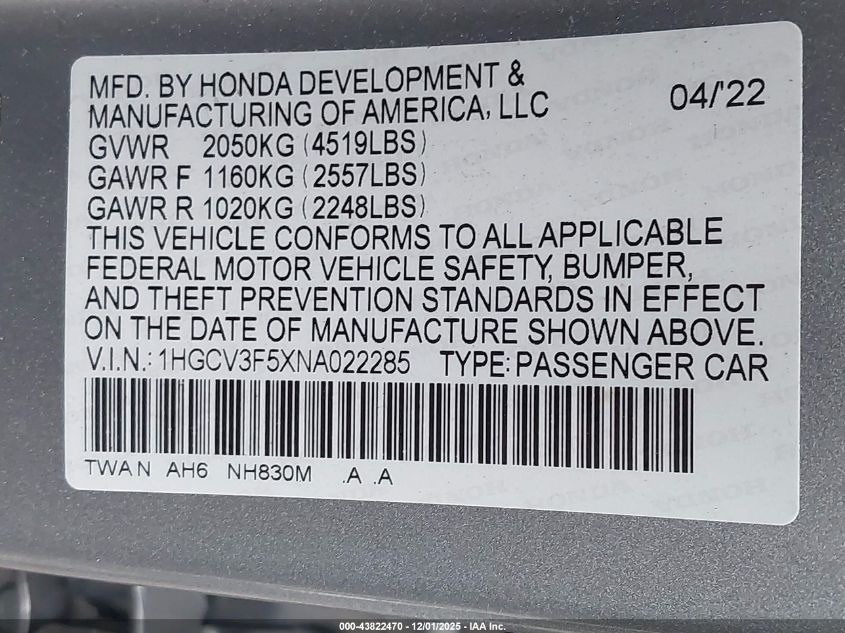 MFD. BY HONDA DEVELOPMENT &
MANUFACTURING OF AMERICA, LLC 04/'22
GVWR 2050KG (4519LBS)
GAWR F 1160KG (2557LBS)
GAWR R 1020KG (2248LBS)
THIS VEHICLE CONFORMS TO ALL APPLICABLE
FEDERAL MOTOR VEHICLE SAFETY, BUMPER,
AND THEFT PREVENTION STANDARDS IN EFFECT
ON THE DATE OF MANUFACTURE SHOWN ABOVE.
V.I.N.: 1HGCV3F5XNA022285 TYPE: PASSENGER CAR
TWA N AH6 NH830M .A .A
000-43822470 - 12/01/2025 - IAA Inc.